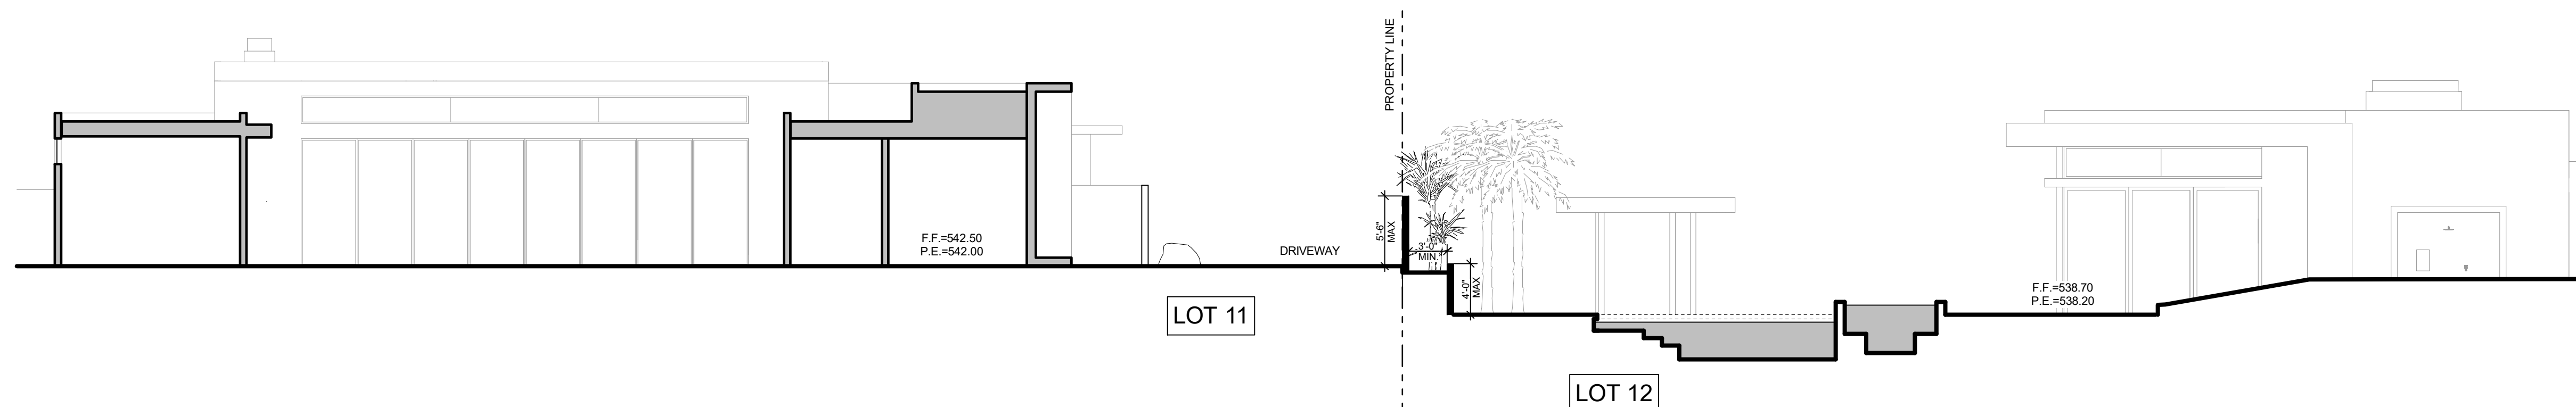 PROPERTY LINE
F.F.=542.50
P.E.=542.00
DRIVEWAY
LOT 11
5'-6"
MAX
3'-0"
MIN.
4'-0"
MAX
F.F.=538.70
P.E.=538.20
LOT 12